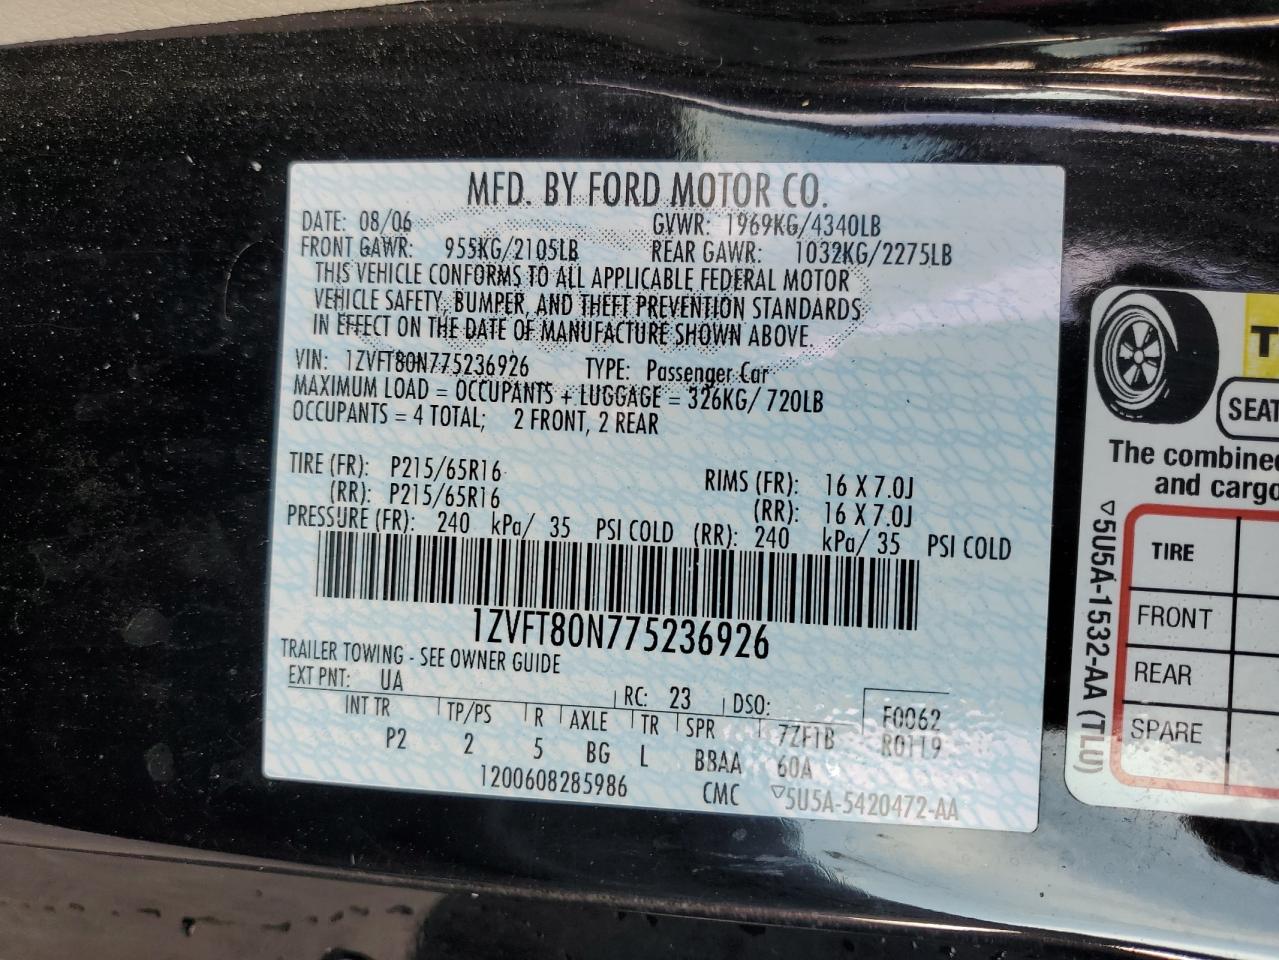 MFD. BY FORD MOTOR CO.
DATE: 08/06 GVWR: 1969KG/4340LB
FRONT GAWR: 955KG/2105LB REAR GAWR: 1032KG/2275LB
THIS VEHICLE CONFORMS TO ALL APPLICABLE FEDERAL MOTOR
VEHICLE SAFETY, BUMPER, AND THEFT PREVENTION STANDARDS
IN EFFECT ON THE DATE OF MANUFACTURE SHOWN ABOVE.
VIN: 1ZVFT80N775236926 TYPE: Passenger Car
MAXIMUM LOAD = OCCUPANTS + LUGGAGE = 326KG/ 720LB
OCCUPANTS = 4 TOTAL; 2 FRONT, 2 REAR
TIRE (FR): P215/65R16 RIMS (FR): 16 X 7.0J
(RR): P215/65R16 (RR): 16 X 7.0J
PRESSURE (FR): 240 kPa/ 35 PSI COLD (RR): 240 kPa/ 35 PSI COLD
1ZVFT80N775236926
TRAILER TOWING - SEE OWNER GUIDE
EXT PNT: UA RC: 23 DSO: F0062
INT TR TP/PS R AXLE TR SPR 7ZF1B R0119
P2 2 5 BG L BBAA 60A
1200608285986 CMC ▽5U5A-5420472-AA
SEAT
The combined
and cargo
TIRE
FRONT
REAR
SPARE
▽5U5A-1532-AA (TLU)